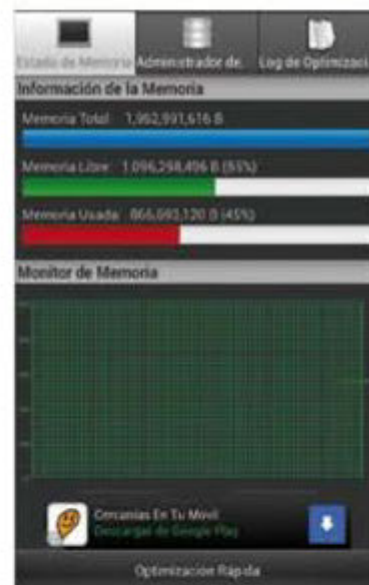 Estado de Memoria
Administrador de.
Log de Optimizaci
Información de la Memoria
Memoria Total: 1,962,991,616 B
Memoria Libre: 1,096,298,496 B (55%)
Memoria Usada: 866,693,120 B (45%)
Monitor de Memoria
Cercanías En Tu Móvil
Descargar de Google Play
Optimización Rápida